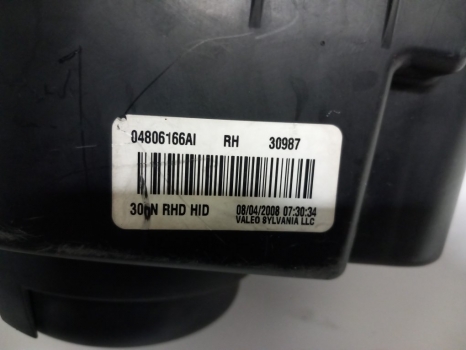 04806166AI RH 30987
RHD HID 08/04/2008 07:30:34
VALEO SYLVANIA LLC